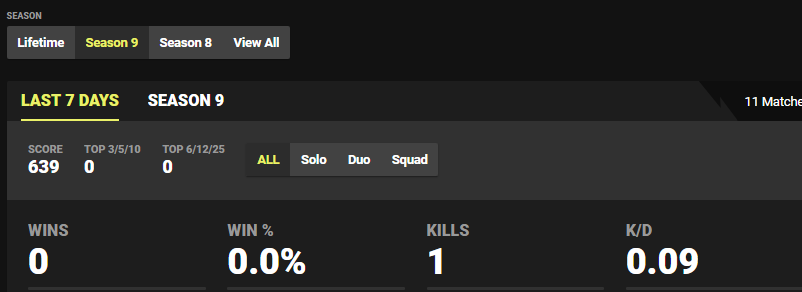 SEASON
Lifetime Season 9 Season 8 View All
LAST 7 DAYS SEASON 9 11 Matche
SCORE TOP 3/5/10 TOP 6/12/25
639 0 0
ALL Solo Duo Squad
WINS WIN % KILLS K/D
0 0.0% 1 0.09